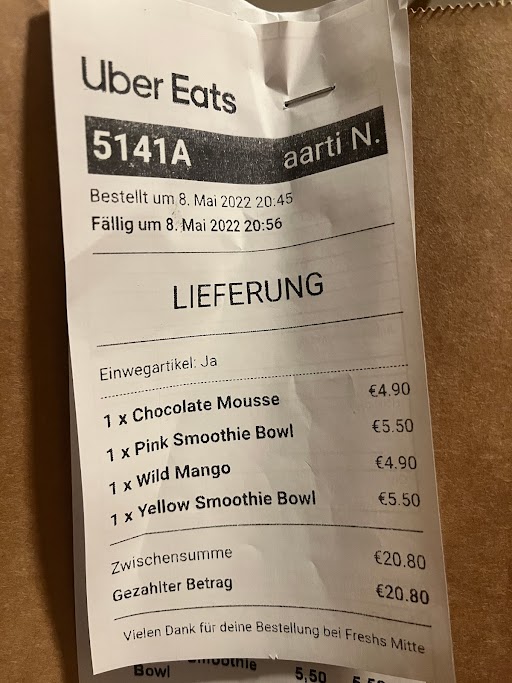 Uber Eats
5141A aarti N.
Bestellt um 8. Mai 2022 20:45
Fällig um 8. Mai 2022 20:56
LIEFERUNG
Einwegartikel: Ja
1 x Chocolate Mousse €4.90
1 x Pink Smoothie Bowl €5.50
1 x Wild Mango €4.90
1 x Yellow Smoothie Bowl €5.50
Zwischensumme €20.80
Gezahlter Betrag €20.80
Vielen Dank für deine Bestellung bei Freshs Mitte
Smoothie 5,50
Bowl